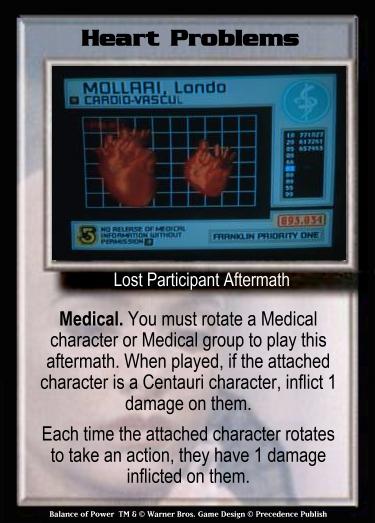 Heart Problems
MOLLARI, Londo
CARDIO-VASCUL
893.034
NO RELEASE OF MEDICAL
INFORMATION WITHOUT
PERMISSION
FRANKLIN PRIORITY ONE
Lost Participant Aftermath
Medical. You must rotate a Medical
character or Medical group to play this
aftermath. When played, if the attached
character is a Centauri character, inflict 1
damage on them.
Each time the attached character rotates
to take an action, they have 1 damage
inflicted on them.
Balance of Power TM & © Warner Bros. Game Design © Precedence Publish